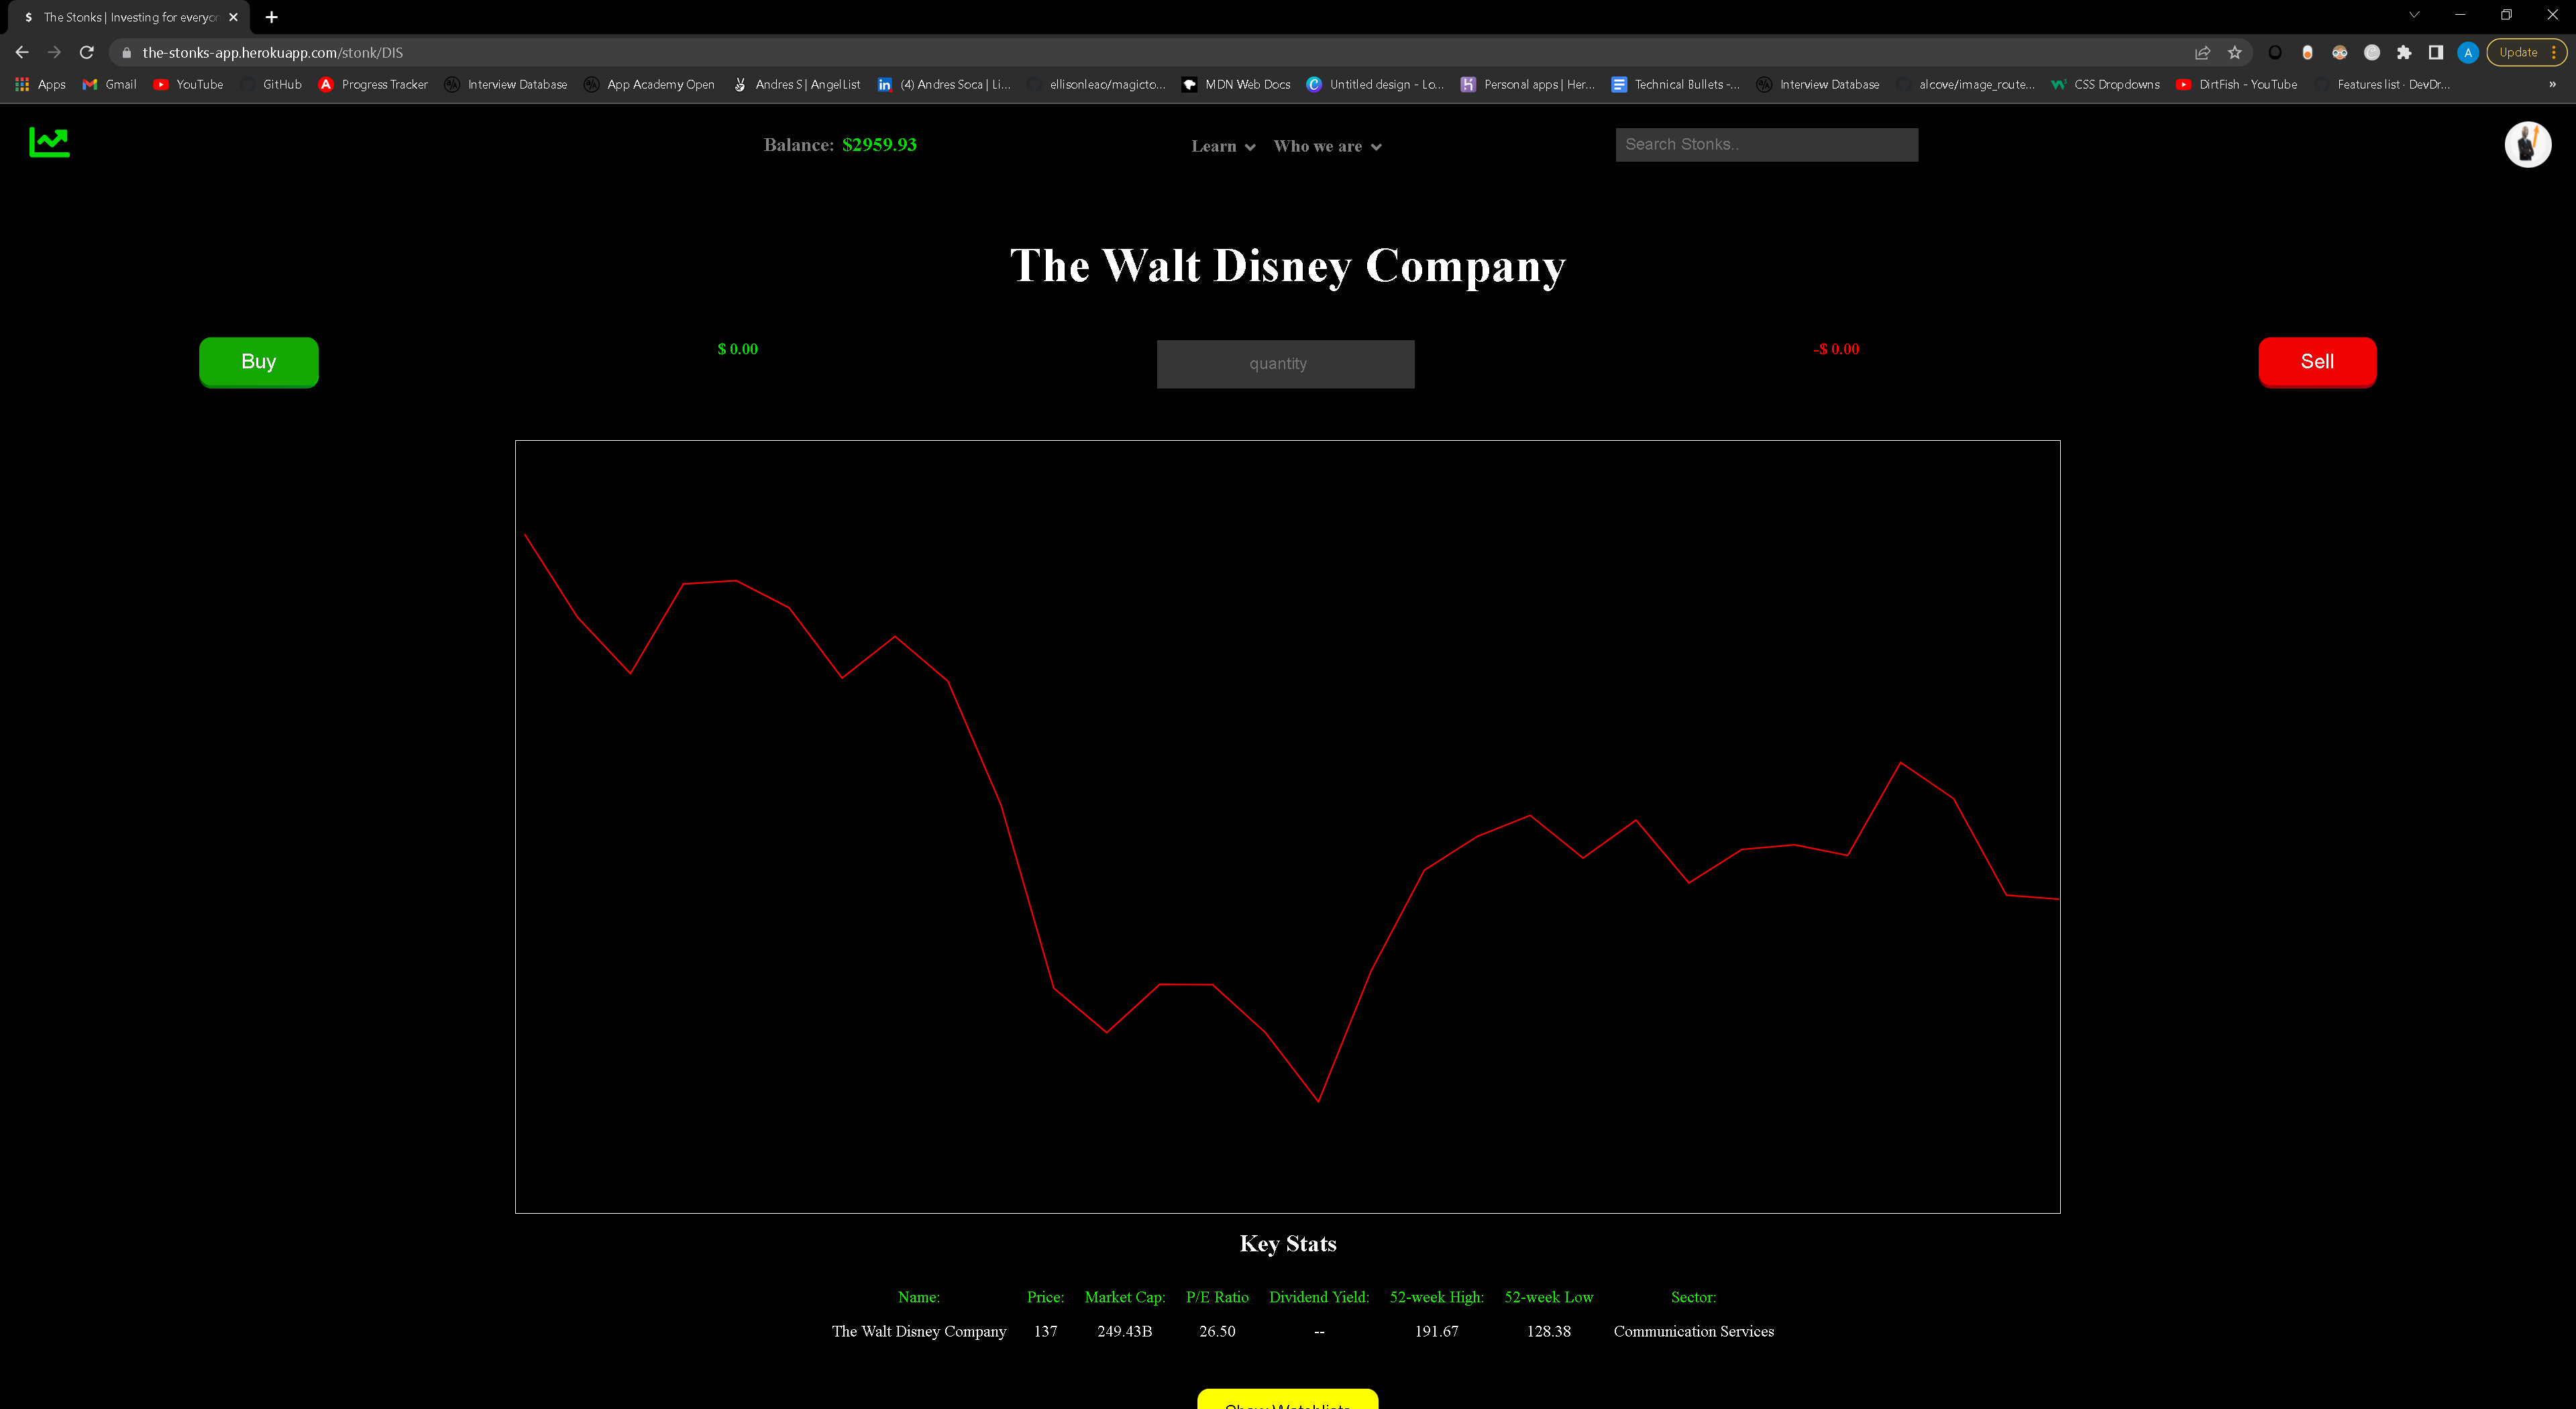 The Stonks | Investing for everyon
the-stonks-app.herokuapp.com/stonk/DIS
Update
Apps Gmail YouTube GitHub Progress Tracker Interview Database App Academy Open Andres S | AngelList (4) Andres Soca | Li... ellisonleao/magicto... MDN Web Docs Untitled design - Lo... Personal apps | Her... Technical Bullets -... Interview Database alcove/image_route... CSS Dropdowns DirtFish - YouTube Features list · DevDr... »
Balance: $2959.93 Learn Who we are Search Stonks..
The Walt Disney Company
Buy $ 0.00 quantity -$ 0.00 Sell
Key Stats
Name: Price: Market Cap: P/E Ratio Dividend Yield: 52-week High: 52-week Low Sector:
The Walt Disney Company 137 249.43B 26.50 -- 191.67 128.38 Communication Services
Show Watchlists